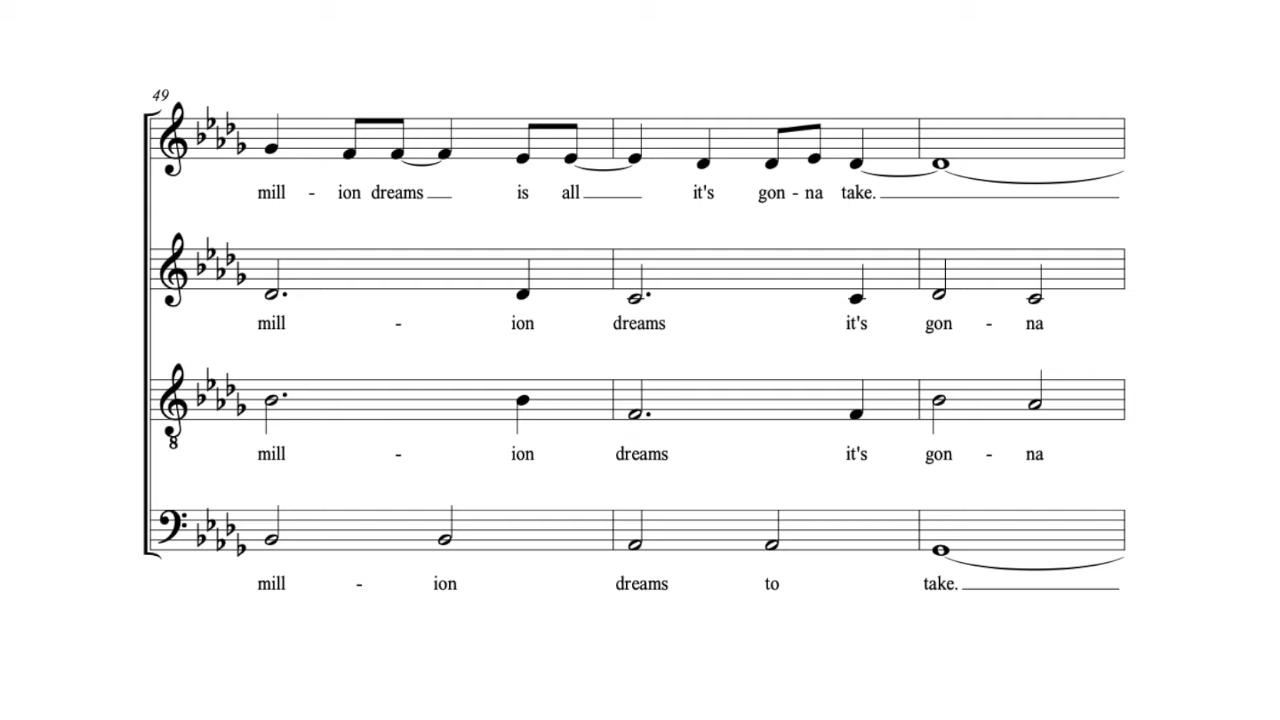 49
mill - ion dreams is all it's gon - na take.
mill - ion dreams it's gon - na
8
mill - ion dreams it's gon - na
mill - ion dreams to take.